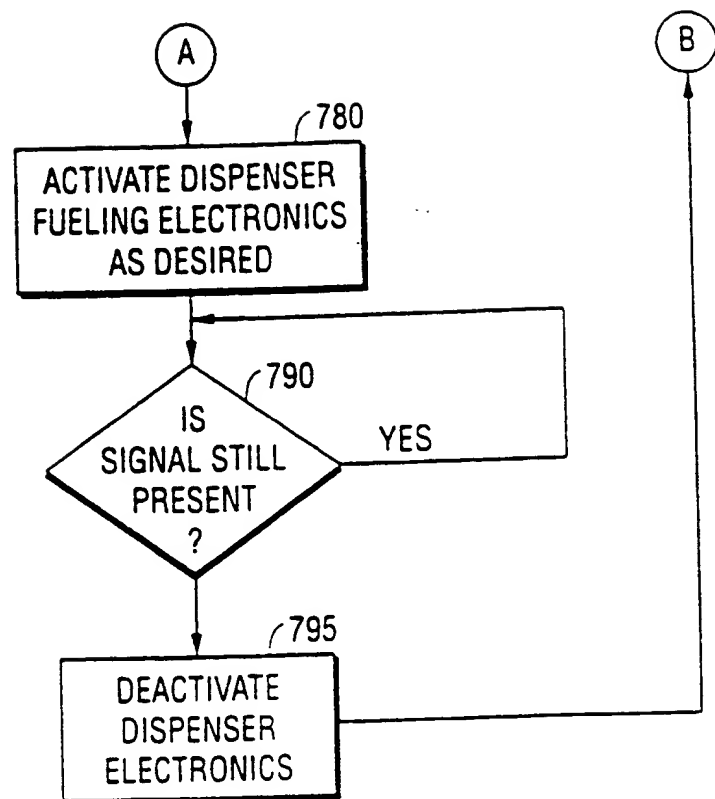 A
B
780
ACTIVATE DISPENSER
FUELING ELECTRONICS
AS DESIRED
790
IS
SIGNAL STILL
PRESENT
?
YES
795
DEACTIVATE
DISPENSER
ELECTRONICS